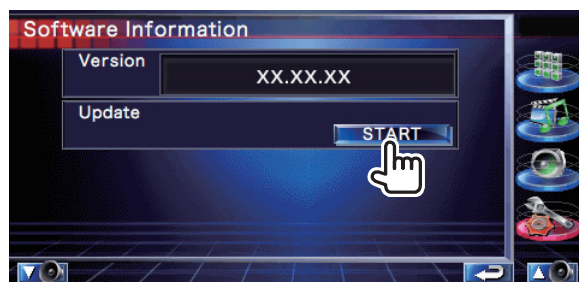 Software Information
Version
XX.XX.XX
Update
START